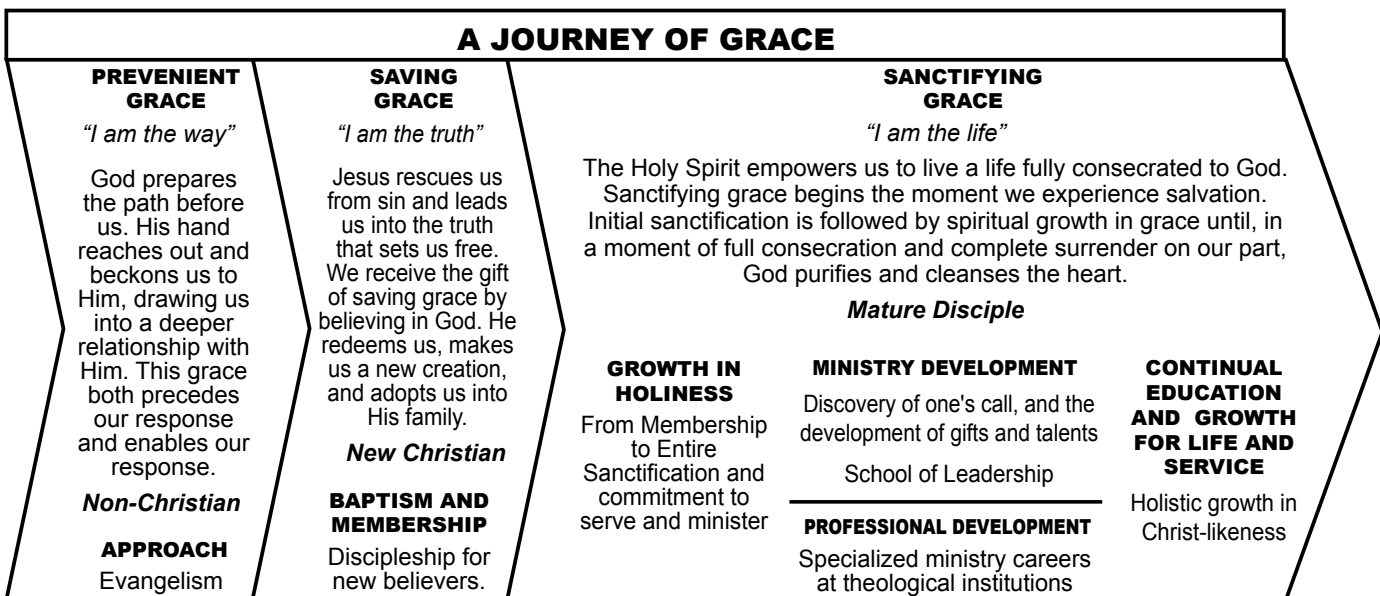 A JOURNEY OF GRACE
PREVENIENT
GRACE
“I am the way”
God prepares
the path before
us. His hand
reaches out and
beckons us to
Him, drawing us
into a deeper
relationship with
Him. This grace
both precedes
our response
and enables our
response.
Non-Christian
APPROACH
Evangelism
SAVING
GRACE
“I am the truth”
Jesus rescues us
from sin and leads
us into the truth
that sets us free.
We receive the gift
of saving grace by
believing in God. He
redeems us, makes
us a new creation,
and adopts us into
His family.
New Christian
BAPTISM AND
MEMBERSHIP
Discipleship for
new believers.
SANCTIFYING
GRACE
“I am the life”
The Holy Spirit empowers us to live a life fully consecrated to God.
Sanctifying grace begins the moment we experience salvation.
Initial sanctification is followed by spiritual growth in grace until, in
a moment of full consecration and complete surrender on our part,
God purifies and cleanses the heart.
Mature Disciple
GROWTH IN
HOLINESS
From Membership
to Entire
Sanctification and
commitment to
serve and minister
MINISTRY DEVELOPMENT
Discovery of one's call, and the
development of gifts and talents
School of Leadership
PROFESSIONAL DEVELOPMENT
Specialized ministry careers
at theological institutions
CONTINUAL
EDUCATION
AND GROWTH
FOR LIFE AND
SERVICE
Holistic growth in
Christ-likeness